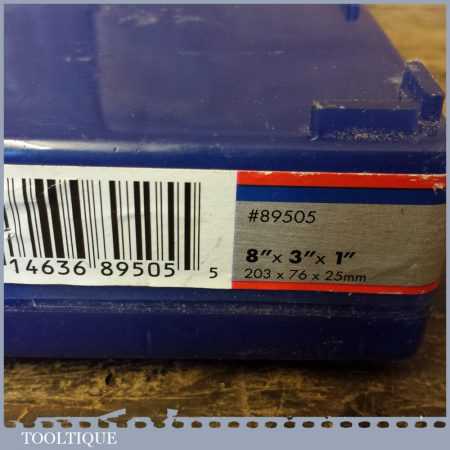 #89505
8" x 3" x 1"
203 x 76 x 25mm
14636 89505 5
TOOLTIQUE